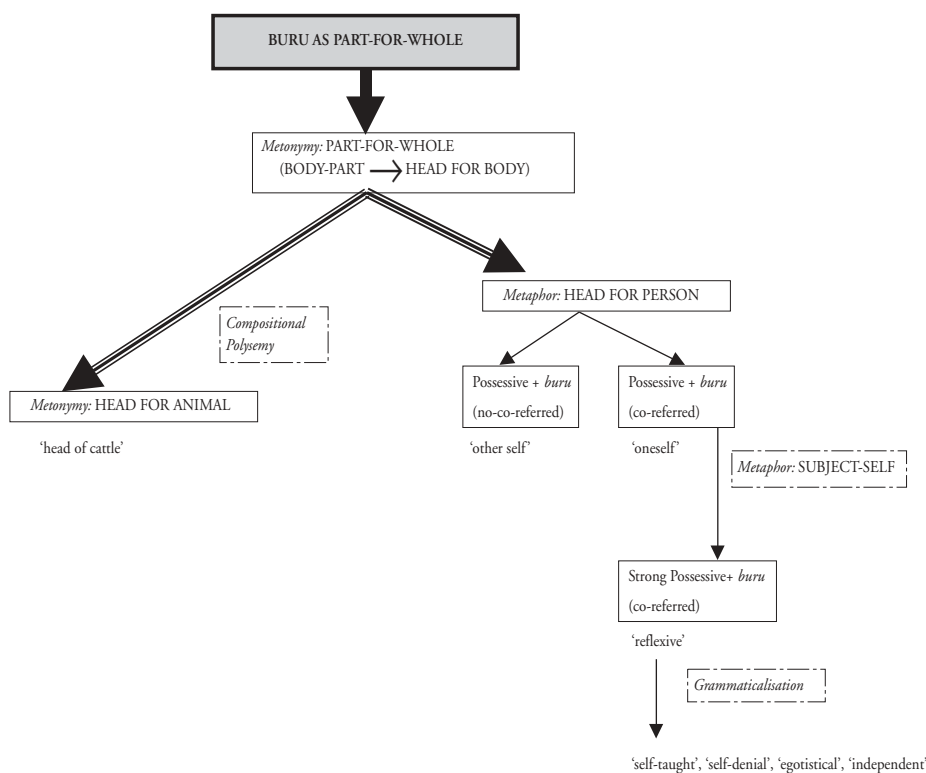 BURU AS PART-FOR-WHOLE
Metonymy: PART-FOR-WHOLE
(BODY-PART → HEAD FOR BODY)
Metaphor: HEAD FOR PERSON
Compositional
Polysemy
Possessive + buru
(no-co-referred)
Possessive + buru
(co-referred)
Metonymy: HEAD FOR ANIMAL
‘head of cattle’
‘other self’
‘oneself’
Metaphor: SUBJECT-SELF
Strong Possessive+ buru
(co-referred)
‘reflexive’
Grammaticalisation
‘self-taught’, ‘self-denial’, ‘egotistical’, ‘independent’